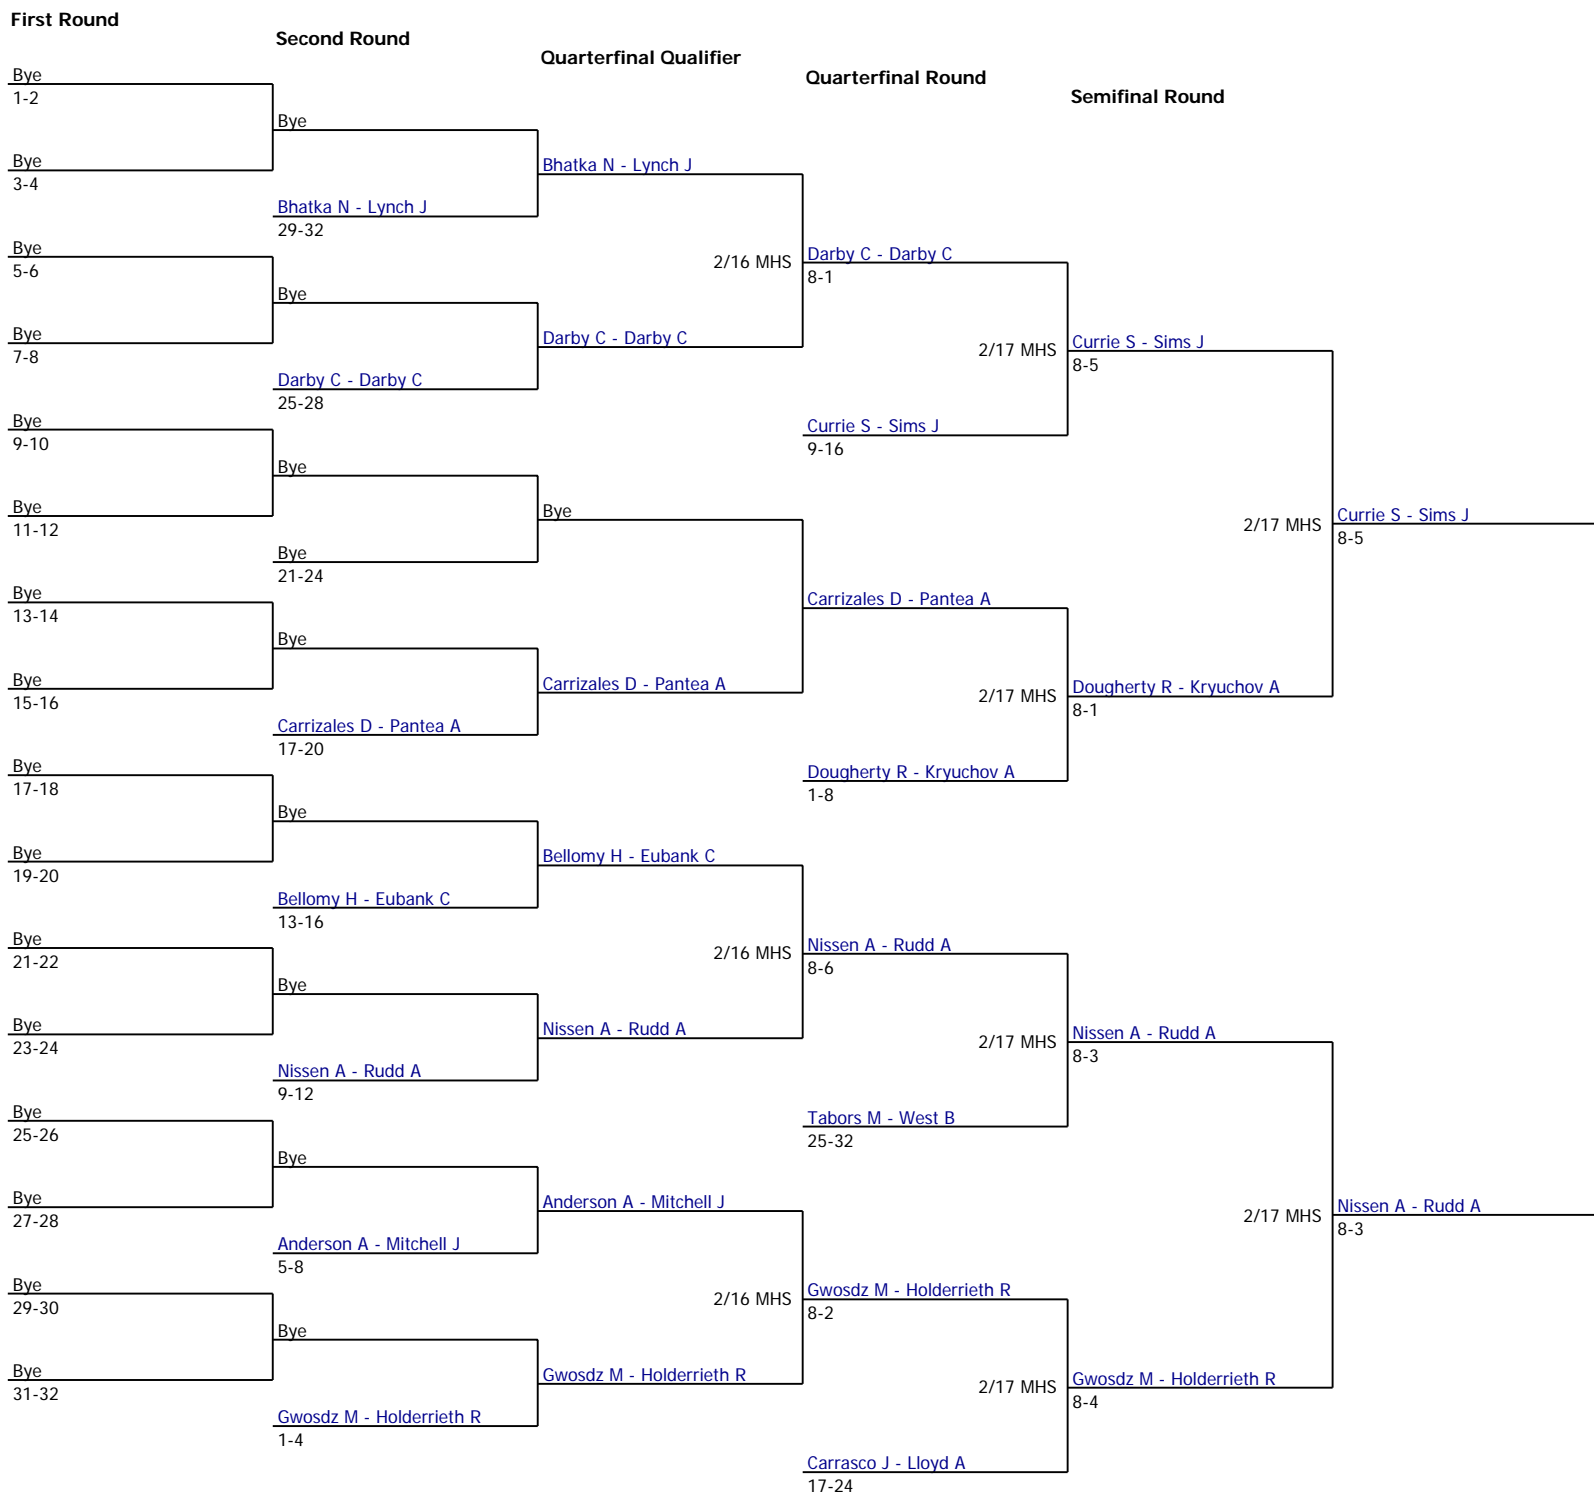 First Round
Second Round
Quarterfinal Qualifier
Quarterfinal Round
Semifinal Round
Bye
1-2
Bye
3-4
Bye
5-6
Bye
7-8
Bye
9-10
Bye
11-12
Bye
13-14
Bye
15-16
Bye
17-18
Bye
19-20
Bye
21-22
Bye
23-24
Bye
25-26
Bye
27-28
Bye
29-30
Bye
31-32
Bye
Bhatka N - Lynch J
29-32
Bye
Darby C - Darby C
25-28
Bye
Bye
21-24
Bye
Carrizales D - Pantea A
17-20
Bye
Bellomy H - Eubank C
13-16
Bye
Nissen A - Rudd A
9-12
Bye
Anderson A - Mitchell J
5-8
Bye
Gwosdz M - Holderrieth R
1-4
Bhatka N - Lynch J
2/16 MHS
Darby C - Darby C
Bye
Carrizales D - Pantea A
Bellomy H - Eubank C
2/16 MHS
Nissen A - Rudd A
Anderson A - Mitchell J
2/16 MHS
Gwosdz M - Holderrieth R
Darby C - Darby C
8-1
2/17 MHS
Currie S - Sims J
9-16
Carrizales D - Pantea A
2/17 MHS
Dougherty R - Kryuchov A
1-8
Nissen A - Rudd A
8-6
2/17 MHS
Tabors M - West B
25-32
Gwosdz M - Holderrieth R
8-2
2/17 MHS
Carrasco J - Lloyd A
17-24
Currie S - Sims J
8-5
2/17 MHS
Dougherty R - Kryuchov A
8-1
Nissen A - Rudd A
8-3
2/17 MHS
Gwosdz M - Holderrieth R
8-4
Currie S - Sims J
8-5
Nissen A - Rudd A
8-3